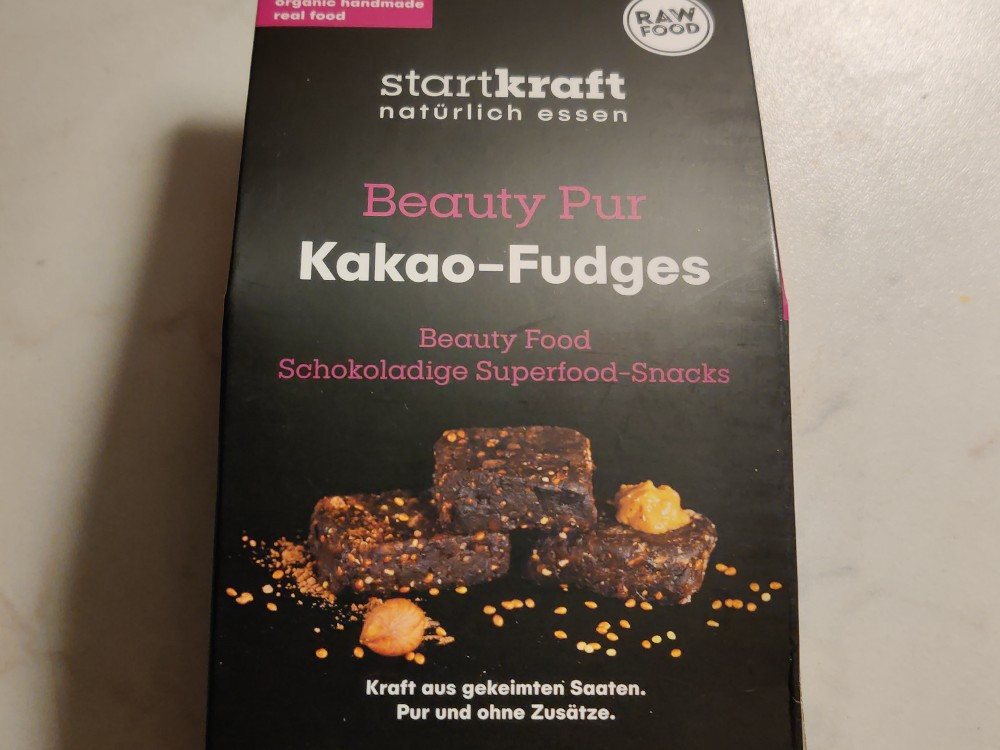 organic handmade
real food
RAW
FOOD
startkraft
natürlich essen
Beauty Pur
Kakao-Fudges
Beauty Food
Schokoladige Superfood-Snacks
Kraft aus gekeimten Saaten.
Pur und ohne Zusätze.